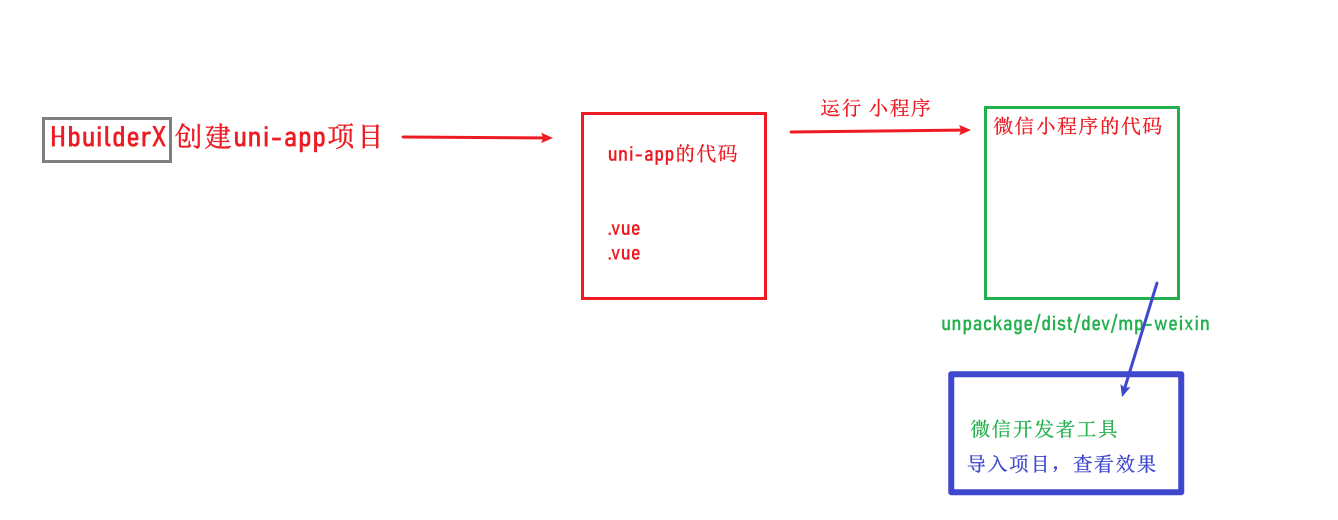 HbuilderX 创建uni-app项目
uni-app的代码
.vue
.vue
运行 小程序
微信小程序的代码
unpackage/dist/dev/mp-weixin
微信开发者工具
导入项目，查看效果